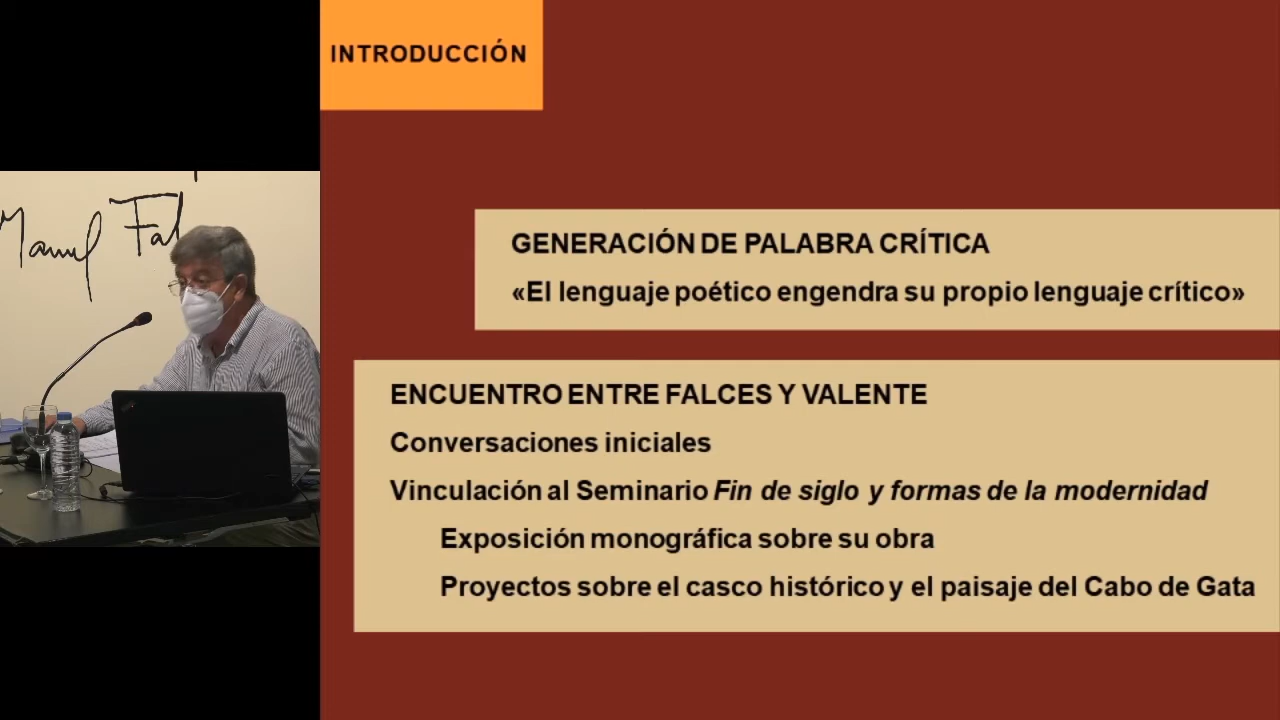 INTRODUCCIÓN
Manuel Fal
GENERACIÓN DE PALABRA CRÍTICA
«El lenguaje poético engendra su propio lenguaje crítico»
ENCUENTRO ENTRE FALCES Y VALENTE
Conversaciones iniciales
Vinculación al Seminario Fin de siglo y formas de la modernidad
Exposición monográfica sobre su obra
Proyectos sobre el casco histórico y el paisaje del Cabo de Gata